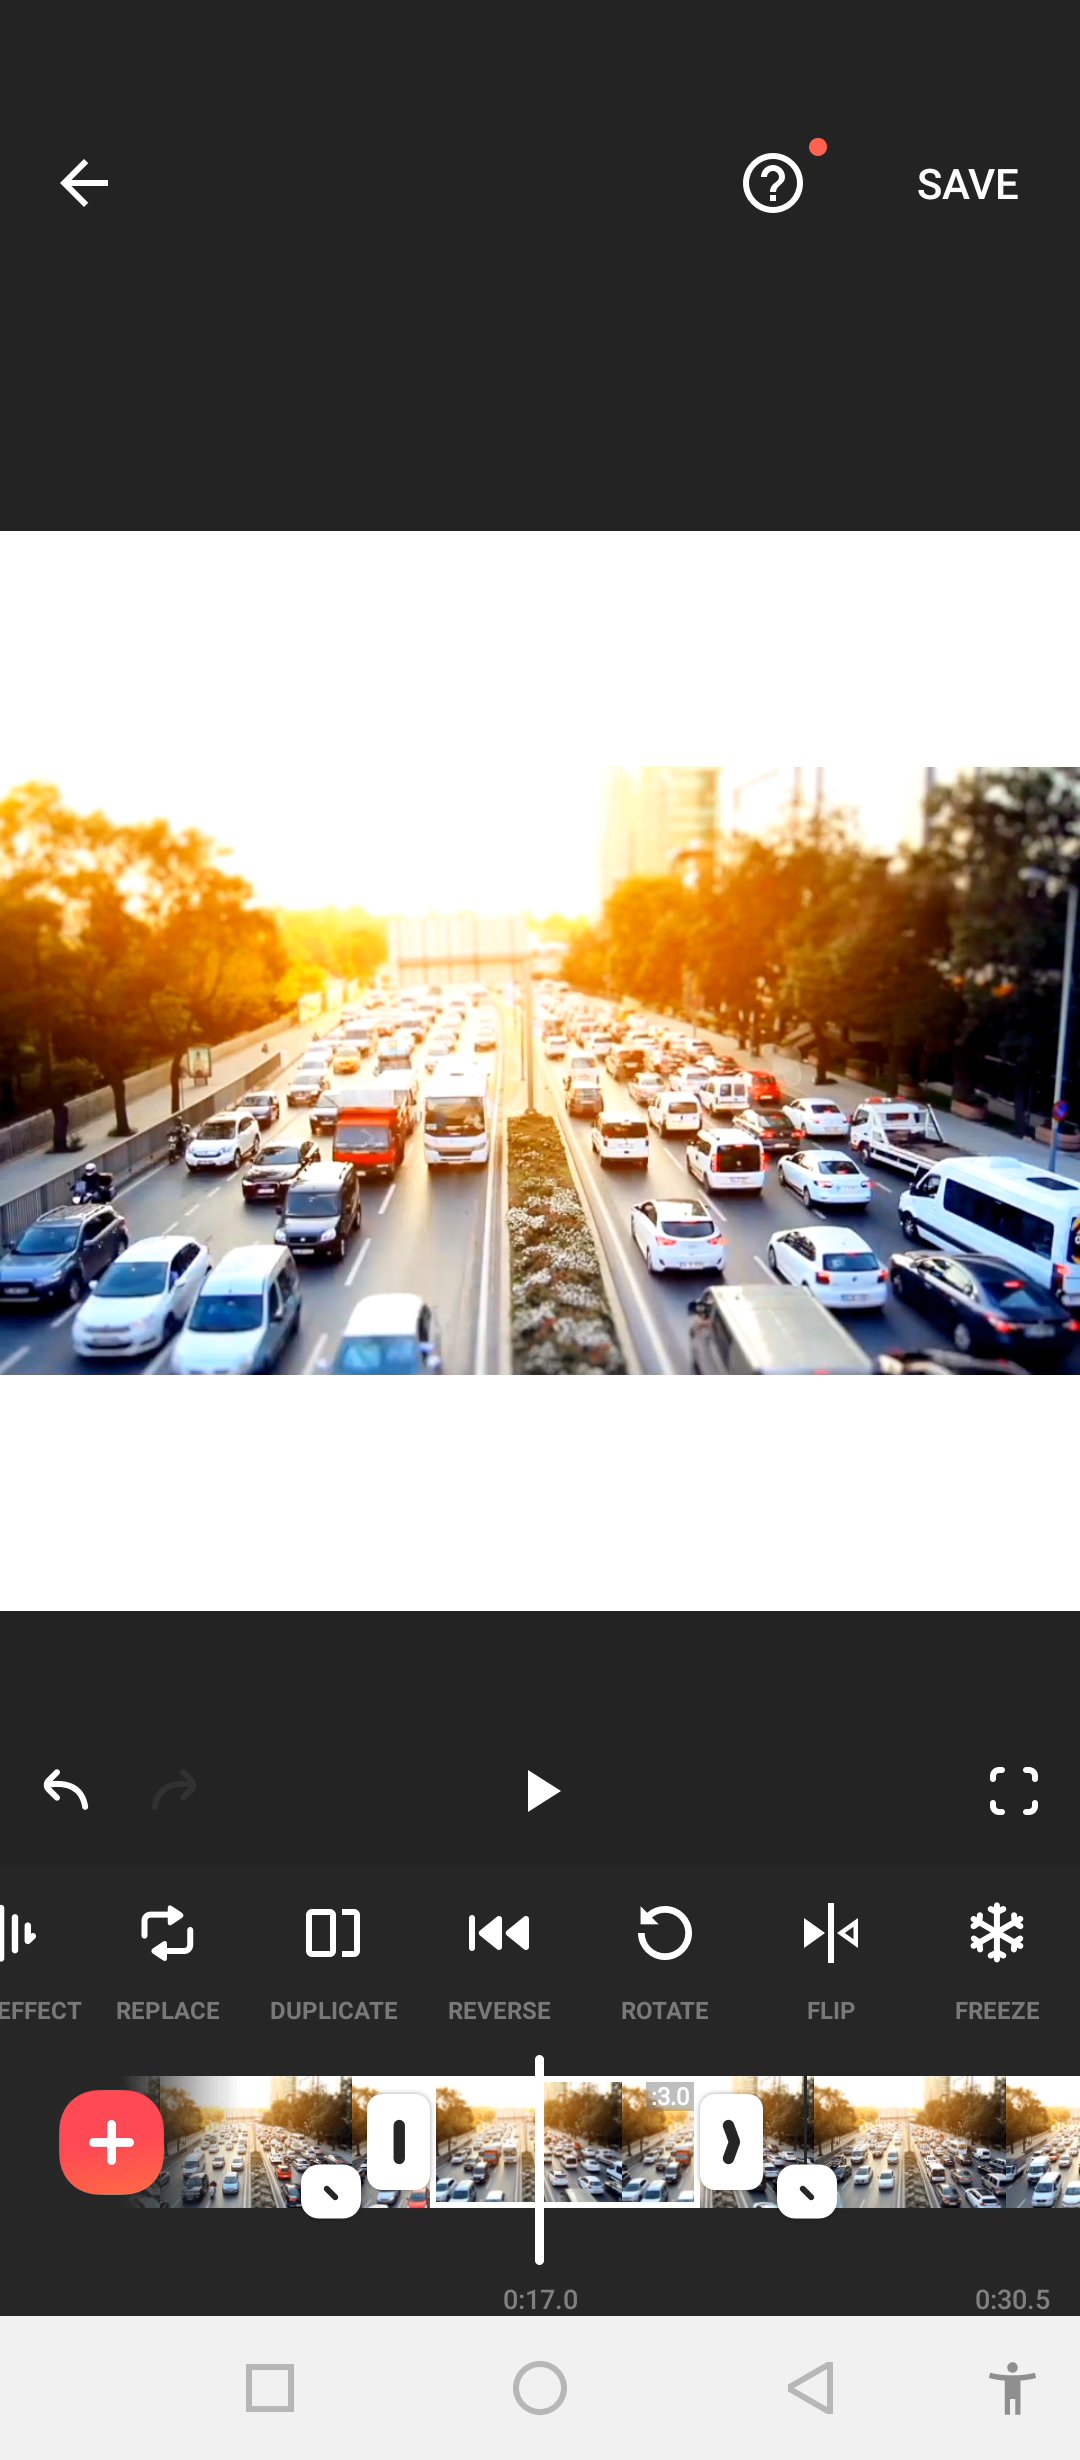 SAVE
EFFECT
REPLACE
DUPLICATE
REVERSE
ROTATE
FLIP
FREEZE
:3.0
0:17.0
0:30.5